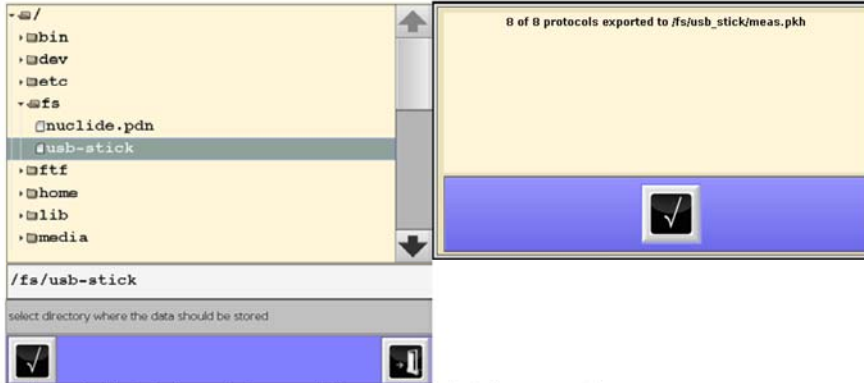 /
bin
dev
etc
fs
nuclide.pdn
usb-stick
ftf
home
lib
media
/fs/usb-stick
select directory where the data should be stored
8 of 8 protocols exported to /fs/usb_stick/meas.pkh